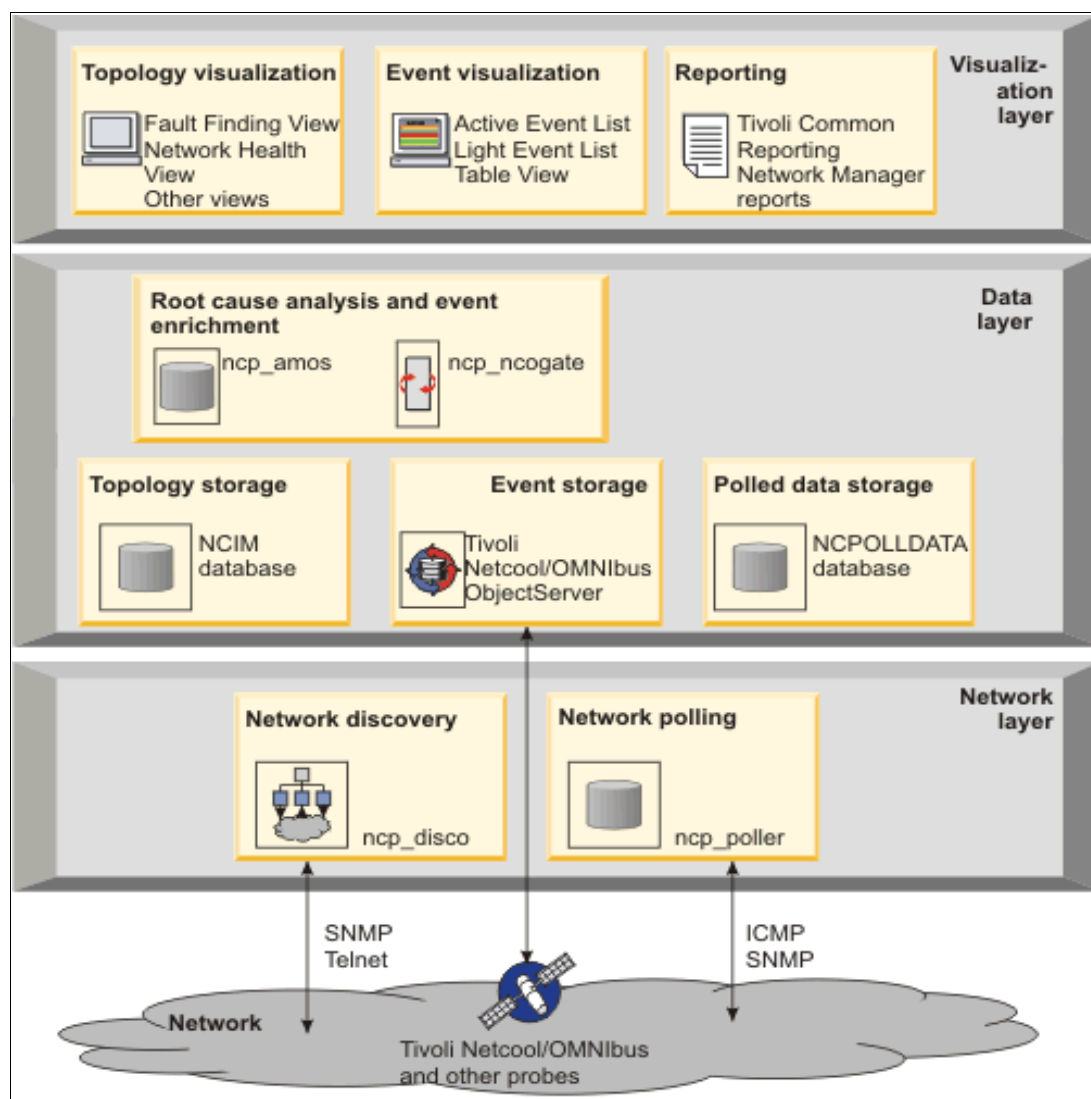 Visualiz-
ation
layer
Topology visualization
Fault Finding View
Network Health
View
Other views
Event visualization
Active Event List
Light Event List
Table View
Reporting
Tivoli Common
Reporting
Network Manager
reports
Data
layer
Root cause analysis and event
enrichment
ncp_amos
ncp_ncogate
Topology storage
NCIM
database
Event storage
Tivoli
Netcool/OMNIbus
ObjectServer
Polled data storage
NCPOLLDATA
database
Network
layer
Network discovery
ncp_disco
Network polling
ncp_poller
SNMP
Telnet
ICMP
SNMP
Network
Tivoli Netcool/OMNIbus
and other probes